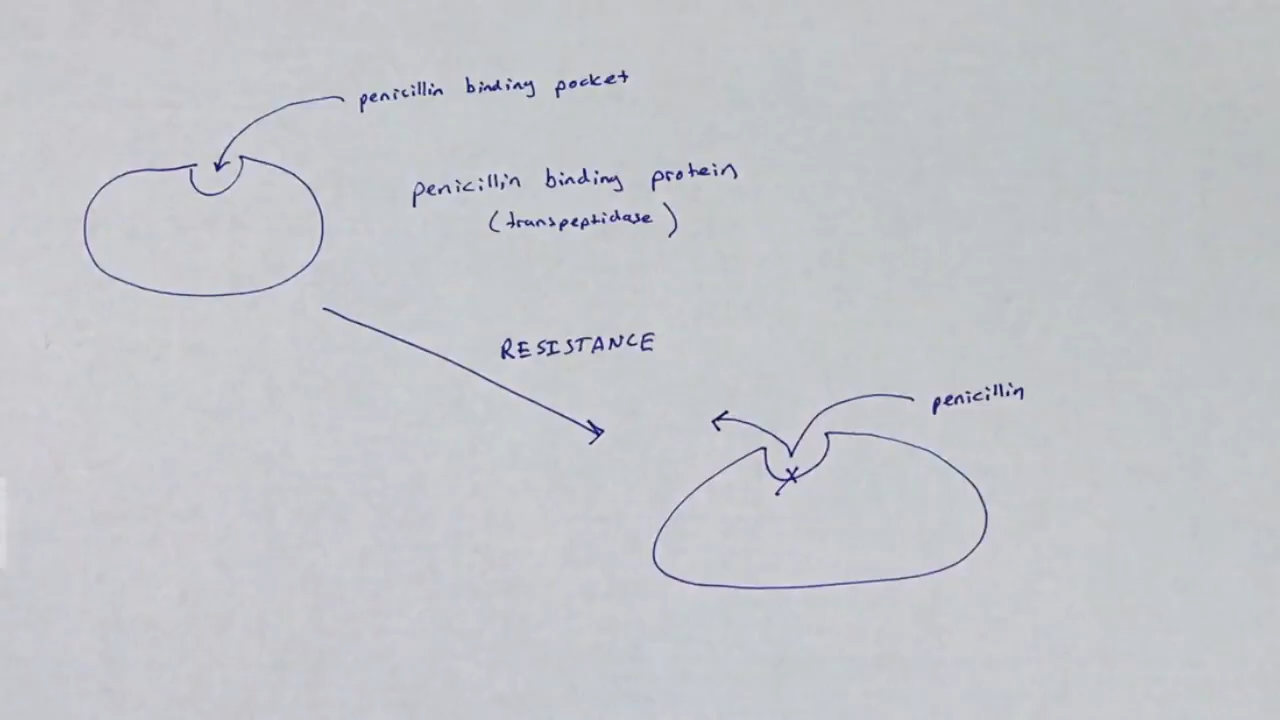 penicillin binding pocket
penicillin binding protein
(transpeptidase)
RESISTANCE
penicillin